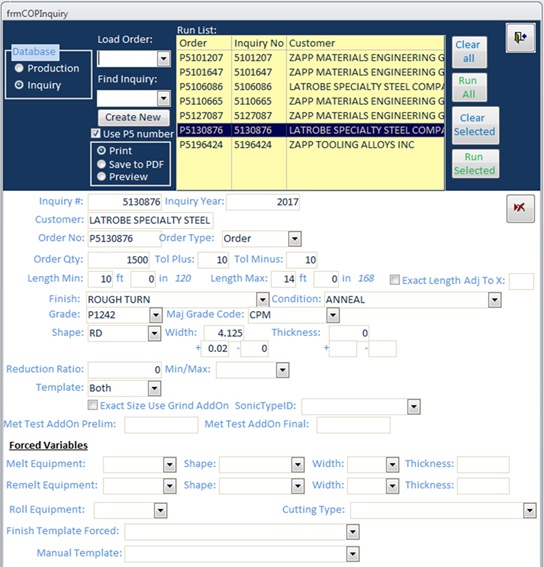 frmCOPInquiry
Database
Production
Inquiry
Load Order:
Find Inquiry:
Create New
Use P5 number
Print
Save to PDF
Preview
Run List:
Order Inquiry No Customer
P5101207 5101207 ZAPP MATERIALS ENGINEERING G
P5101647 5101647 ZAPP MATERIALS ENGINEERING G
P5106086 5106086 LATROBE SPECIALTY STEEL COMP
P5110665 5110665 ZAPP MATERIALS ENGINEERING G
P5127087 5127087 ZAPP MATERIALS ENGINEERING G
P5130876 5130876 LATROBE SPECIALTY STEEL COMPA
P5196424 5196424 ZAPP TOOLING ALLOYS INC
Clear
all
Run
All
Clear
Selected
Run
Selected
Inquiry #: 5130876 Inquiry Year: 2017
Customer: LATROBE SPECIALTY STEEL
Order No: P5130876 Order Type: Order
Order Qty: 1500 Tol Plus: 10 Tol Minus: 10
Length Min: 10 ft 0 in 120 Length Max: 14 ft 0 in 168 Exact Length Adj To X:
Finish: ROUGH TURN Condition: ANNEAL
Grade: P1242 Maj Grade Code: CPM
Shape: RD Width: 4.125 Thickness: 0
+ 0.02 - 0 + -
Reduction Ratio: 0 Min/Max:
Template: Both
Exact Size Use Grind AddOn SonicTypeID:
Met Test AddOn Prelim: Met Test AddOn Final:
Forced Variables
Melt Equipment: Shape: Width: Thickness:
Remelt Equipment: Shape: Width: Thickness:
Roll Equipment: Cutting Type:
Finish Template Forced:
Manual Template: